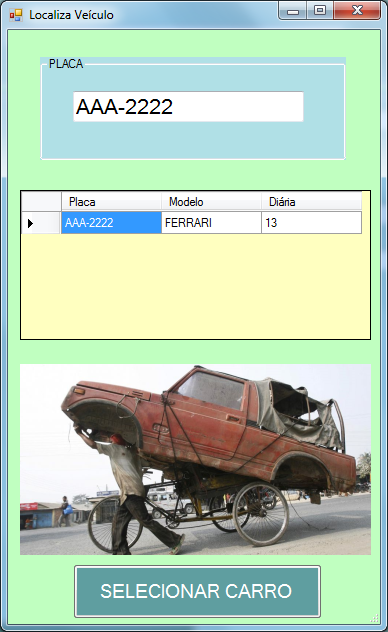 Localiza Veículo
PLACA
AAA-2222
Placa Modelo Diária
AAA-2222 FERRARI 13
SELECIONAR CARRO